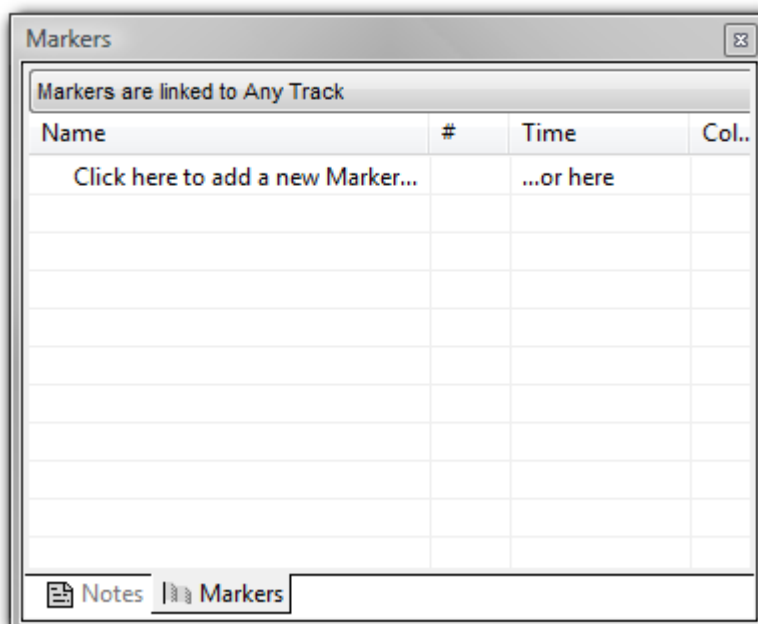 Markers
Markers are linked to Any Track
Name # Time Col..
Click here to add a new Marker... ...or here
Notes Markers